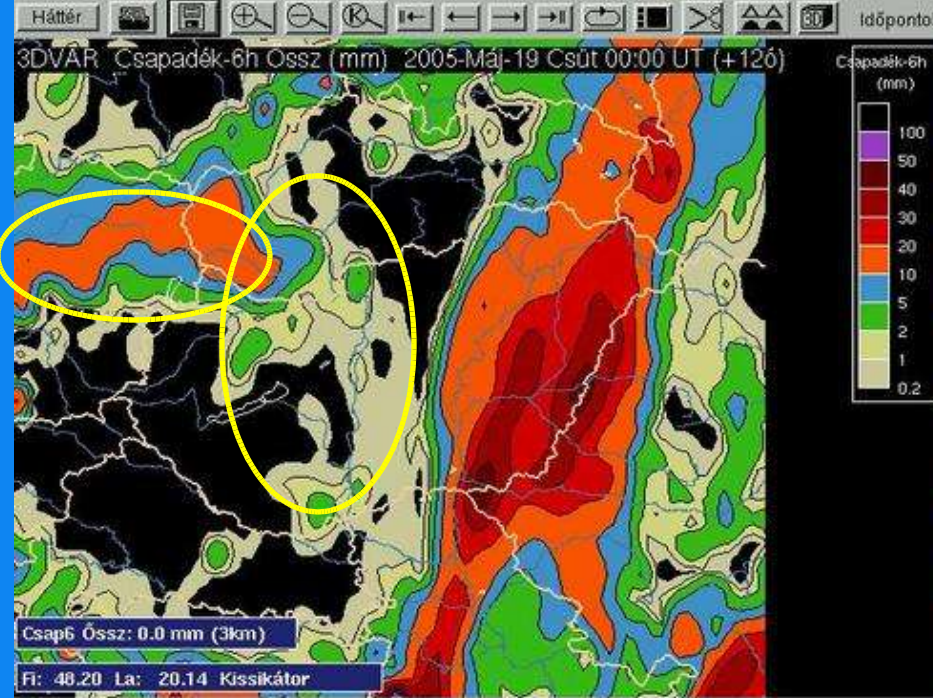 Háttér
K
3D
Időponto
3DVAR Csapadék-6h Össz (mm) 2005-Máj-19 Csüt 00:00 UT (+12ó)
Csapadék-6h
(mm)
100
50
40
30
20
10
5
2
1
0.2
Csap6 Össz: 0.0 mm (3km)
Fi: 48.20 La: 20.14 Kissikátor